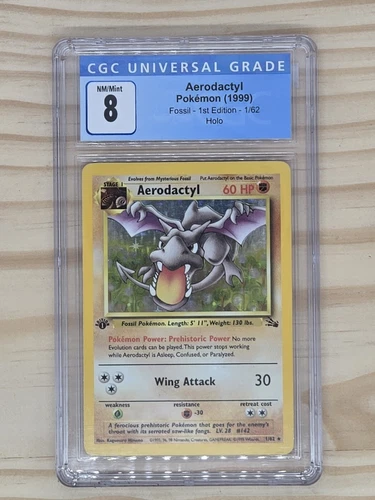 CGC UNIVERSAL GRADE
NM/Mint
8
Aerodactyl
Pokémon (1999)
Fossil - 1st Edition - 1/62
Holo
STAGE 1
Evolves from Mysterious Fossil
Put Aerodactyl on the Basic Pokémon
Aerodactyl
60 HP
Fossil Pokémon. Length: 5' 11", Weight: 130 lbs.
Pokémon Power: Prehistoric Power No more
Evolution cards can be played. This power stops working
while Aerodactyl is Asleep, Confused, or Paralyzed.
Wing Attack
30
weakness
resistance
retreat cost
-30
A ferocious prehistoric Pokémon that goes for the enemy's
throat with its serrated saw-like fangs. LV. 28 #142
1/62